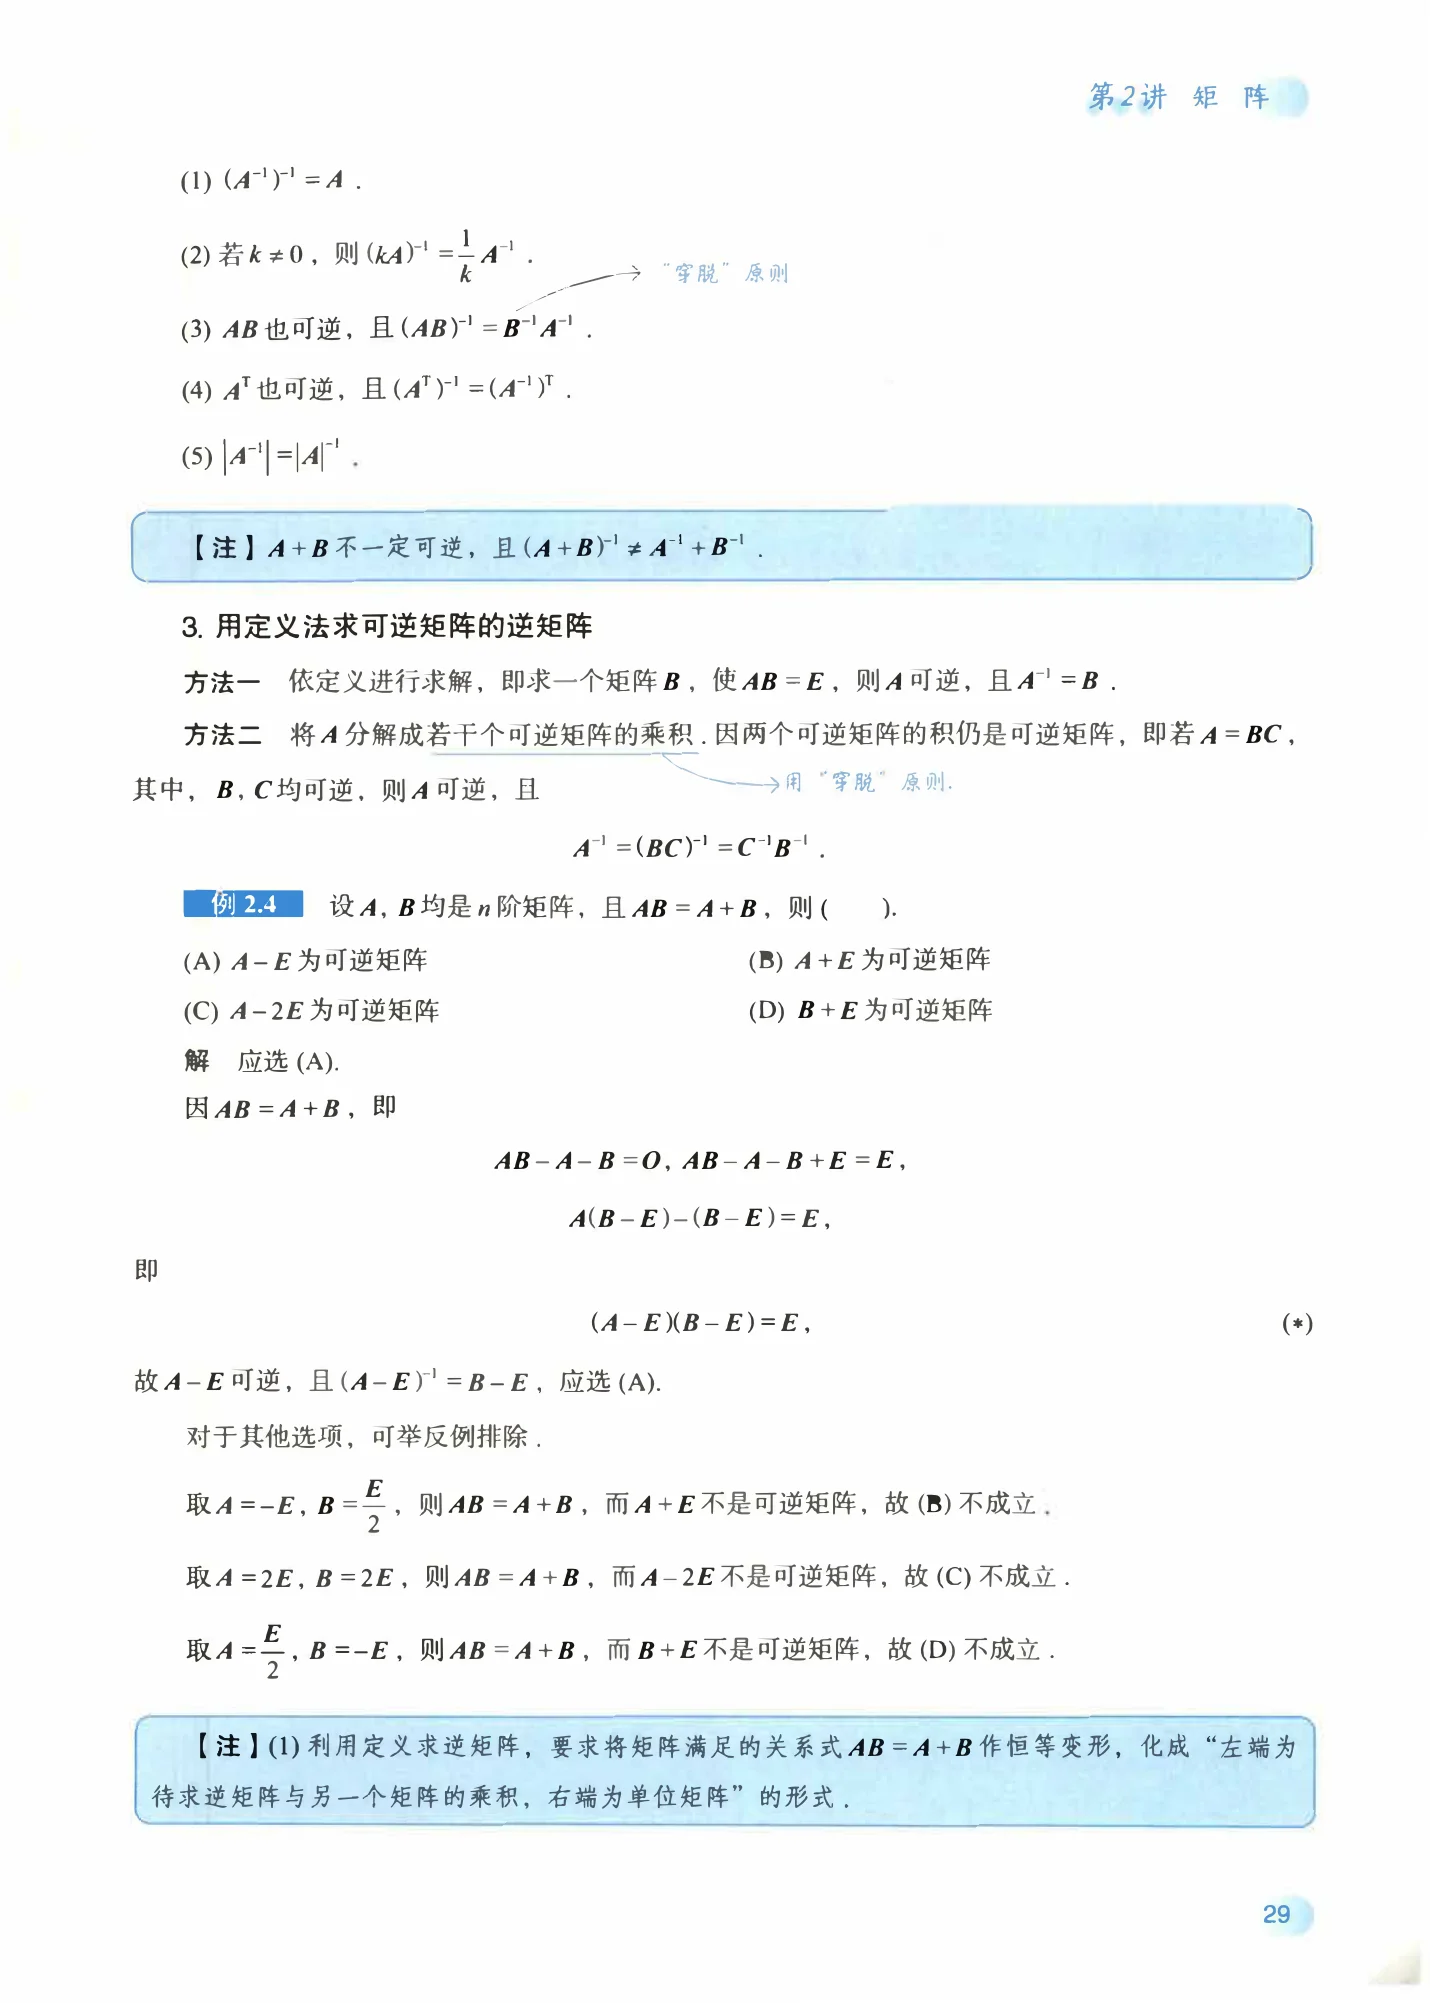 第2讲 矩 阵
(1) (A⁻¹)⁻¹ = A .
(2) 若 k ≠ 0，则 (kA)⁻¹ = \frac{1}{k} A⁻¹ .
“穿脱”原则
(3) AB 也可逆，且 (AB)⁻¹ = B⁻¹A⁻¹ .
(4) Aᵀ 也可逆，且 (Aᵀ)⁻¹ = (A⁻¹)ᵀ .
(5) |A⁻¹| = |A|⁻¹ .
【注】A + B 不一定可逆，且 (A + B)⁻¹ ≠ A⁻¹ + B⁻¹ .
3. 用定义法求可逆矩阵的逆矩阵
方法一 依定义进行求解，即求一个矩阵 B，使 AB = E，则 A 可逆，且 A⁻¹ = B .
方法二 将 A 分解成若干个可逆矩阵的乘积 . 因两个可逆矩阵的积仍是可逆矩阵，即若 A = BC，
其中，B, C 均可逆，则 A 可逆，且
用“穿脱”原则.
A⁻¹ = (BC)⁻¹ = C⁻¹B⁻¹ .
例 2.4 设 A, B 均是 n 阶矩阵，且 AB = A + B，则 (  ).
(A) A − E 为可逆矩阵 (B) A + E 为可逆矩阵
(C) A − 2E 为可逆矩阵 (D) B + E 为可逆矩阵
解 应选 (A).
因 AB = A + B，即
AB − A − B = O, AB − A − B + E = E,
A(B − E) − (B − E) = E,
即
(A − E)(B − E) = E, (*)
故 A − E 可逆，且 (A − E)⁻¹ = B − E，应选 (A).
对于其他选项，可举反例排除 .
取 A = −E, B = \frac{E}{2}，则 AB = A + B，而 A + E 不是可逆矩阵，故 (B) 不成立 .
取 A = 2E, B = 2E，则 AB = A + B，而 A − 2E 不是可逆矩阵，故 (C) 不成立 .
取 A = \frac{E}{2}, B = −E，则 AB = A + B，而 B + E 不是可逆矩阵，故 (D) 不成立 .
【注】(1) 利用定义求逆矩阵，要求将矩阵满足的关系式 AB = A + B 作恒等变形，化成“左端为
待求逆矩阵与另一个矩阵的乘积，右端为单位矩阵”的形式 .
29